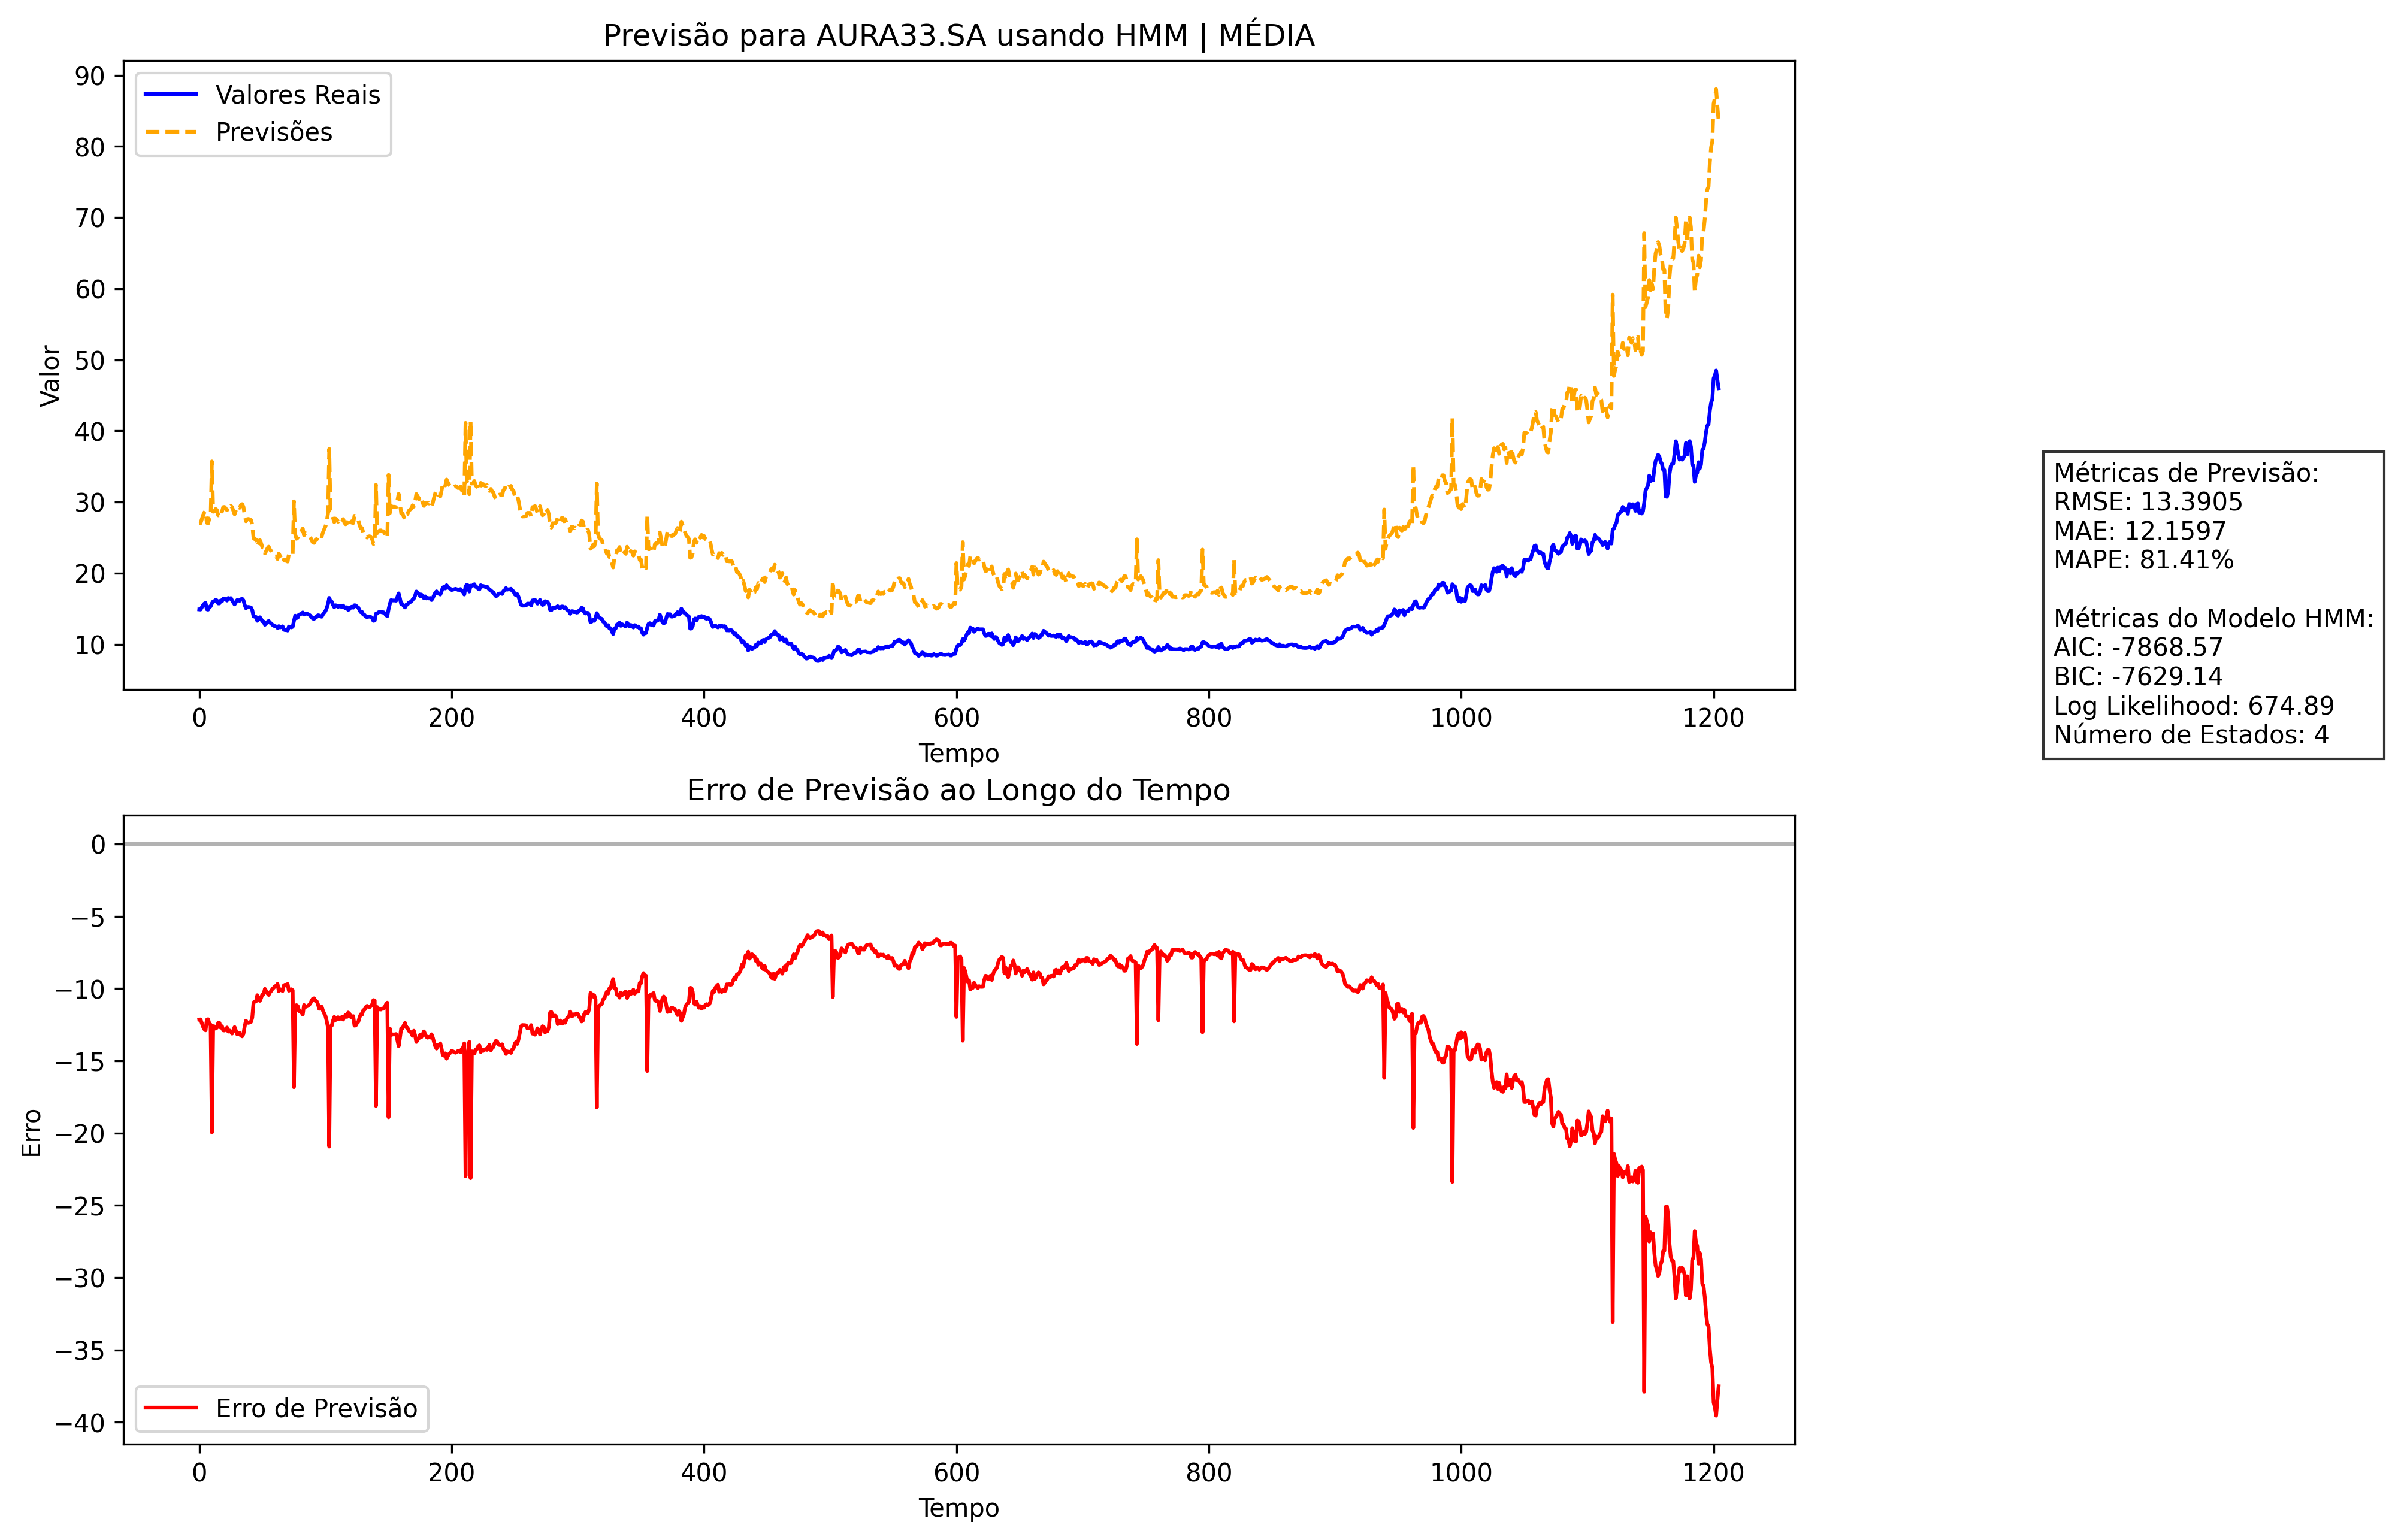 Previsão para AURA33.SA usando HMM | MÉDIA
Valores Reais
Previsões
Valor
90
80
70
60
50
40
30
20
10
0
200
400
600
800
1000
1200
Tempo
Métricas de Previsão:
RMSE: 13.3905
MAE: 12.1597
MAPE: 81.41%
Métricas do Modelo HMM:
AIC: -7868.57
BIC: -7629.14
Log Likelihood: 674.89
Número de Estados: 4
Erro de Previsão ao Longo do Tempo
Erro
0
−5
−10
−15
−20
−25
−30
−35
−40
Erro de Previsão
0
200
400
600
800
1000
1200
Tempo